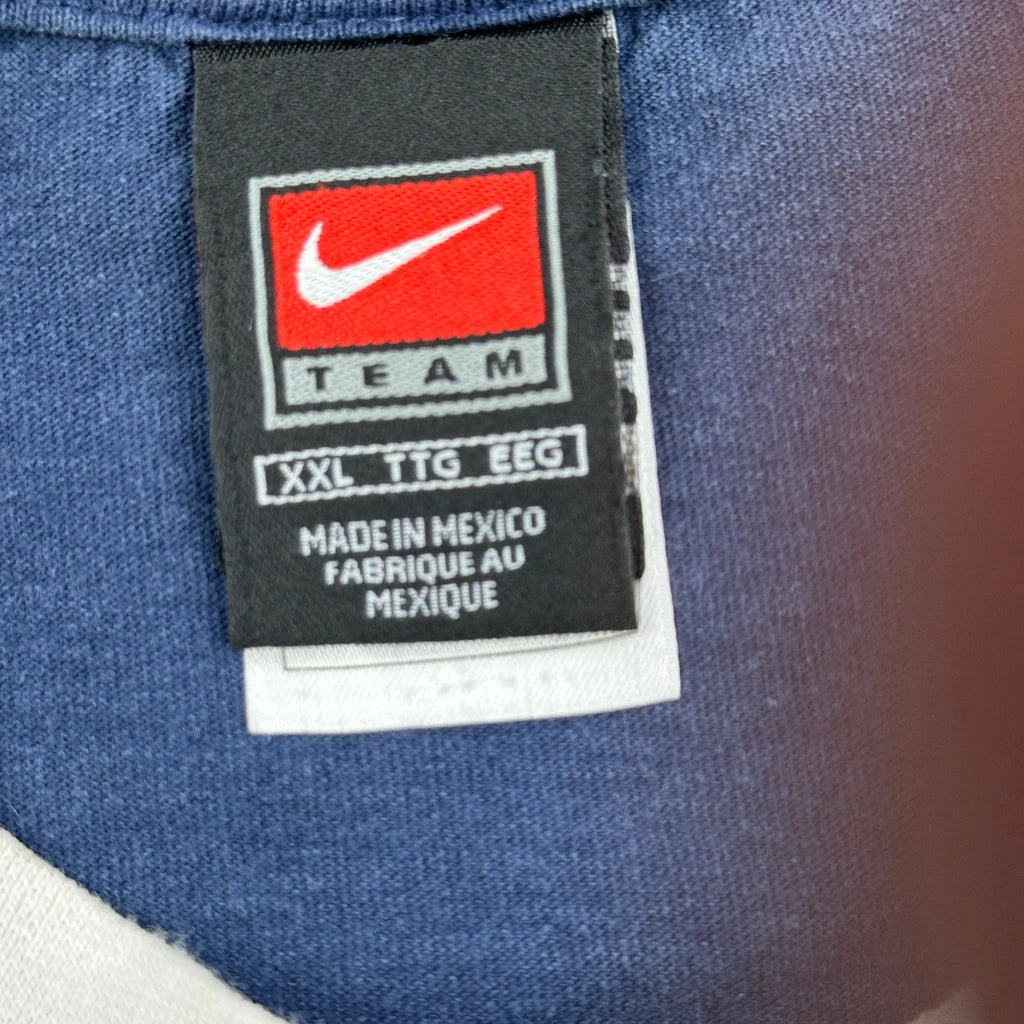 TEAM
XXL TTG EEG
MADE IN MEXICO
FABRIQUE AU
MEXIQUE